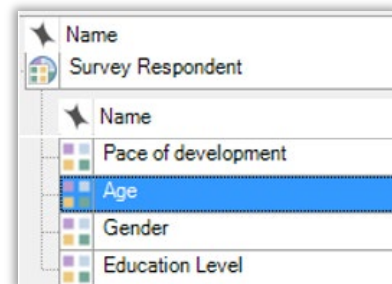 Name
Survey Respondent
Name
Pace of development
Age
Gender
Education Level